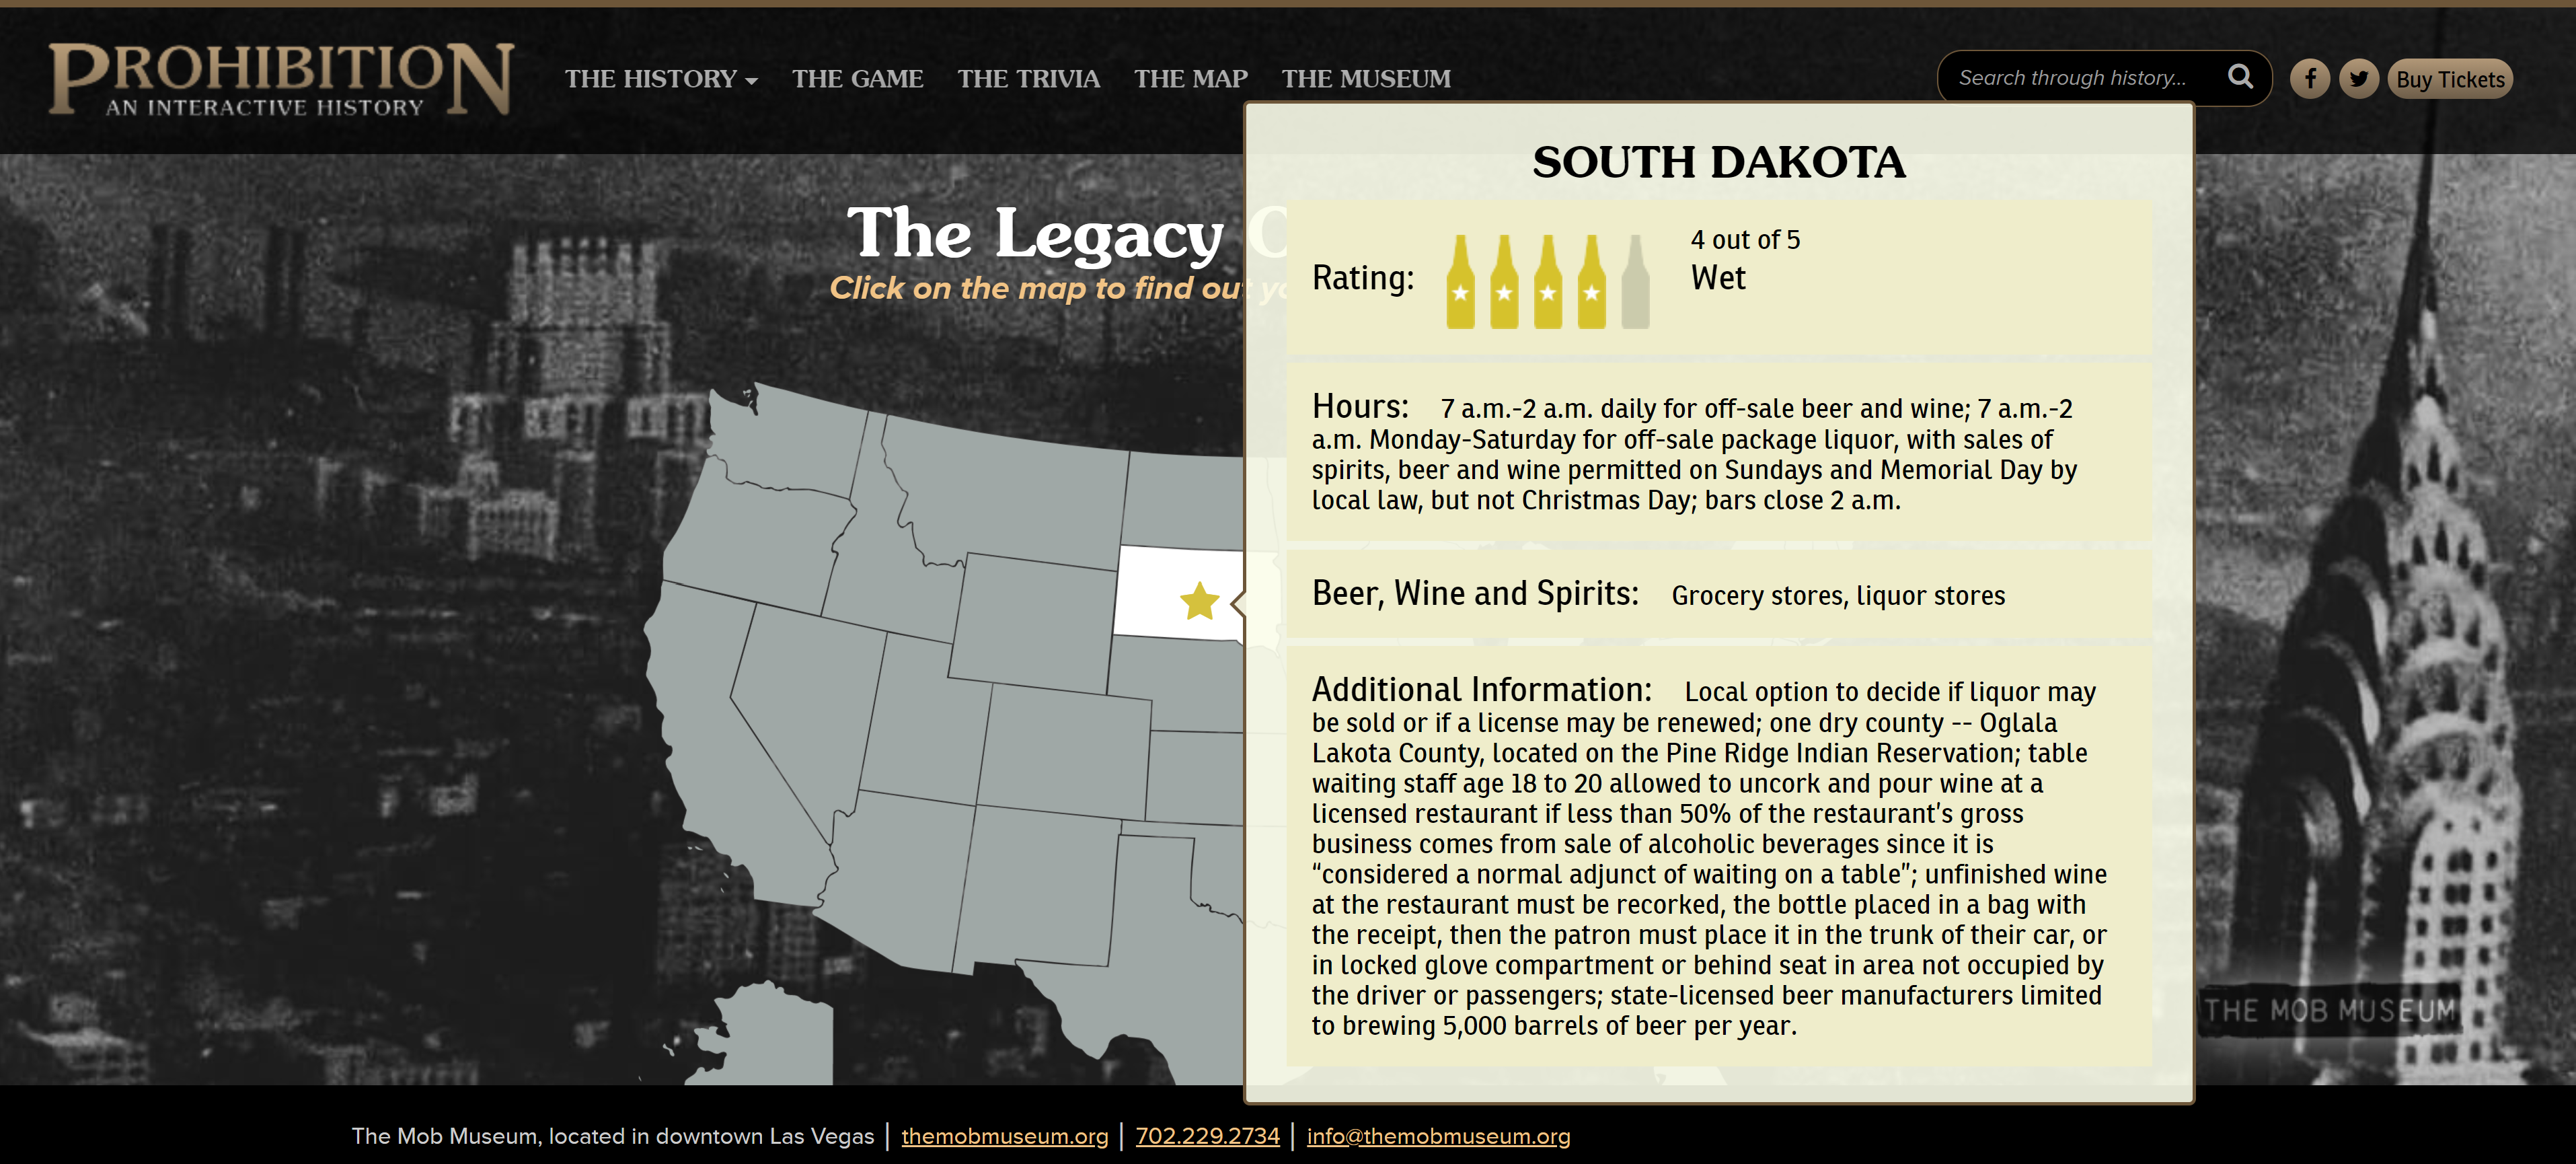 PROHIBITION
AN INTERACTIVE HISTORY
THE HISTORY
THE GAME
THE TRIVIA
THE MAP
THE MUSEUM
Search through history...
Buy Tickets
The Legacy
Click on the map to find out
SOUTH DAKOTA
Rating:
4 out of 5
Wet
Hours: 7 a.m.-2 a.m. daily for off-sale beer and wine; 7 a.m.-2
a.m. Monday-Saturday for off-sale package liquor, with sales of
spirits, beer and wine permitted on Sundays and Memorial Day by
local law, but not Christmas Day; bars close 2 a.m.
Beer, Wine and Spirits: Grocery stores, liquor stores
Additional Information: Local option to decide if liquor may
be sold or if a license may be renewed; one dry county -- Oglala
Lakota County, located on the Pine Ridge Indian Reservation; table
waiting staff age 18 to 20 allowed to uncork and pour wine at a
licensed restaurant if less than 50% of the restaurant's gross
business comes from sale of alcoholic beverages since it is
“considered a normal adjunct of waiting on a table”; unfinished wine
at the restaurant must be recorked, the bottle placed in a bag with
the receipt, then the patron must place it in the trunk of their car, or
in locked glove compartment or behind seat in area not occupied by
the driver or passengers; state-licensed beer manufacturers limited
to brewing 5,000 barrels of beer per year.
THE MOB MUSEUM
The Mob Museum, located in downtown Las Vegas | themobmuseum.org | 702.229.2734 | info@themobmuseum.org